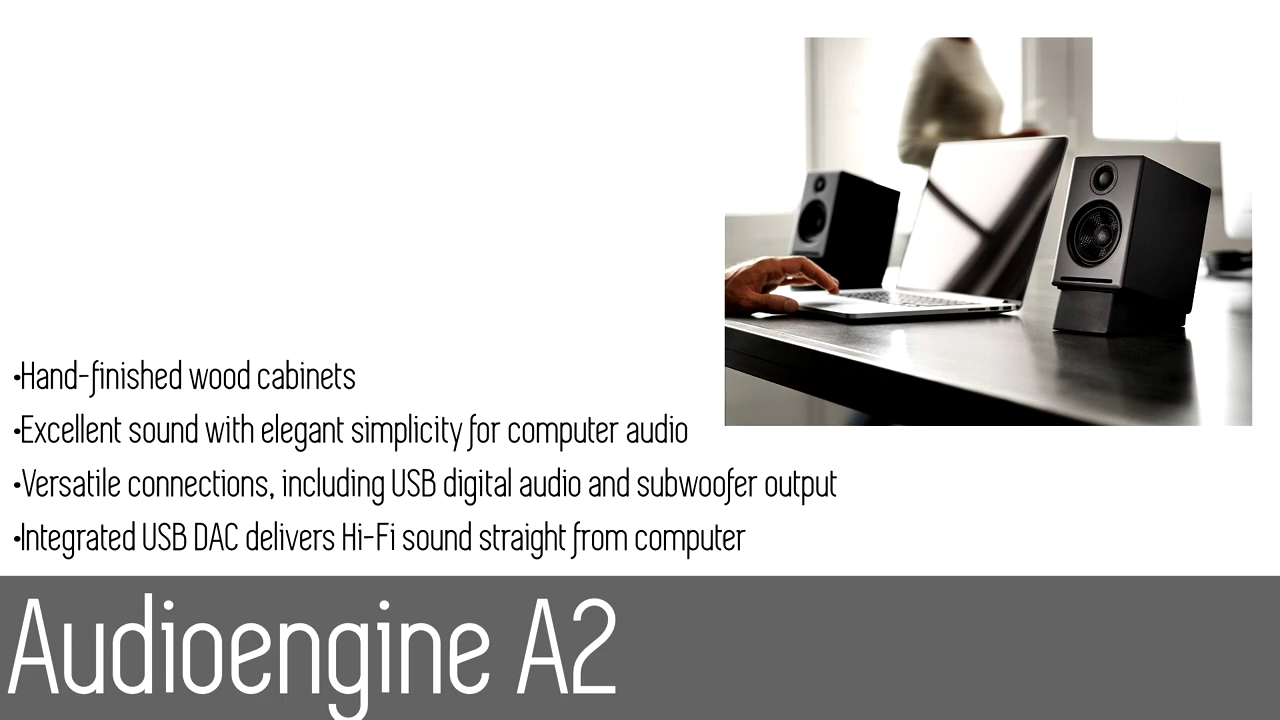 •Hand-finished wood cabinets
•Excellent sound with elegant simplicity for computer audio
•Versatile connections, including USB digital audio and subwoofer output
•Integrated USB DAC delivers Hi-Fi sound straight from computer
Audioengine A2